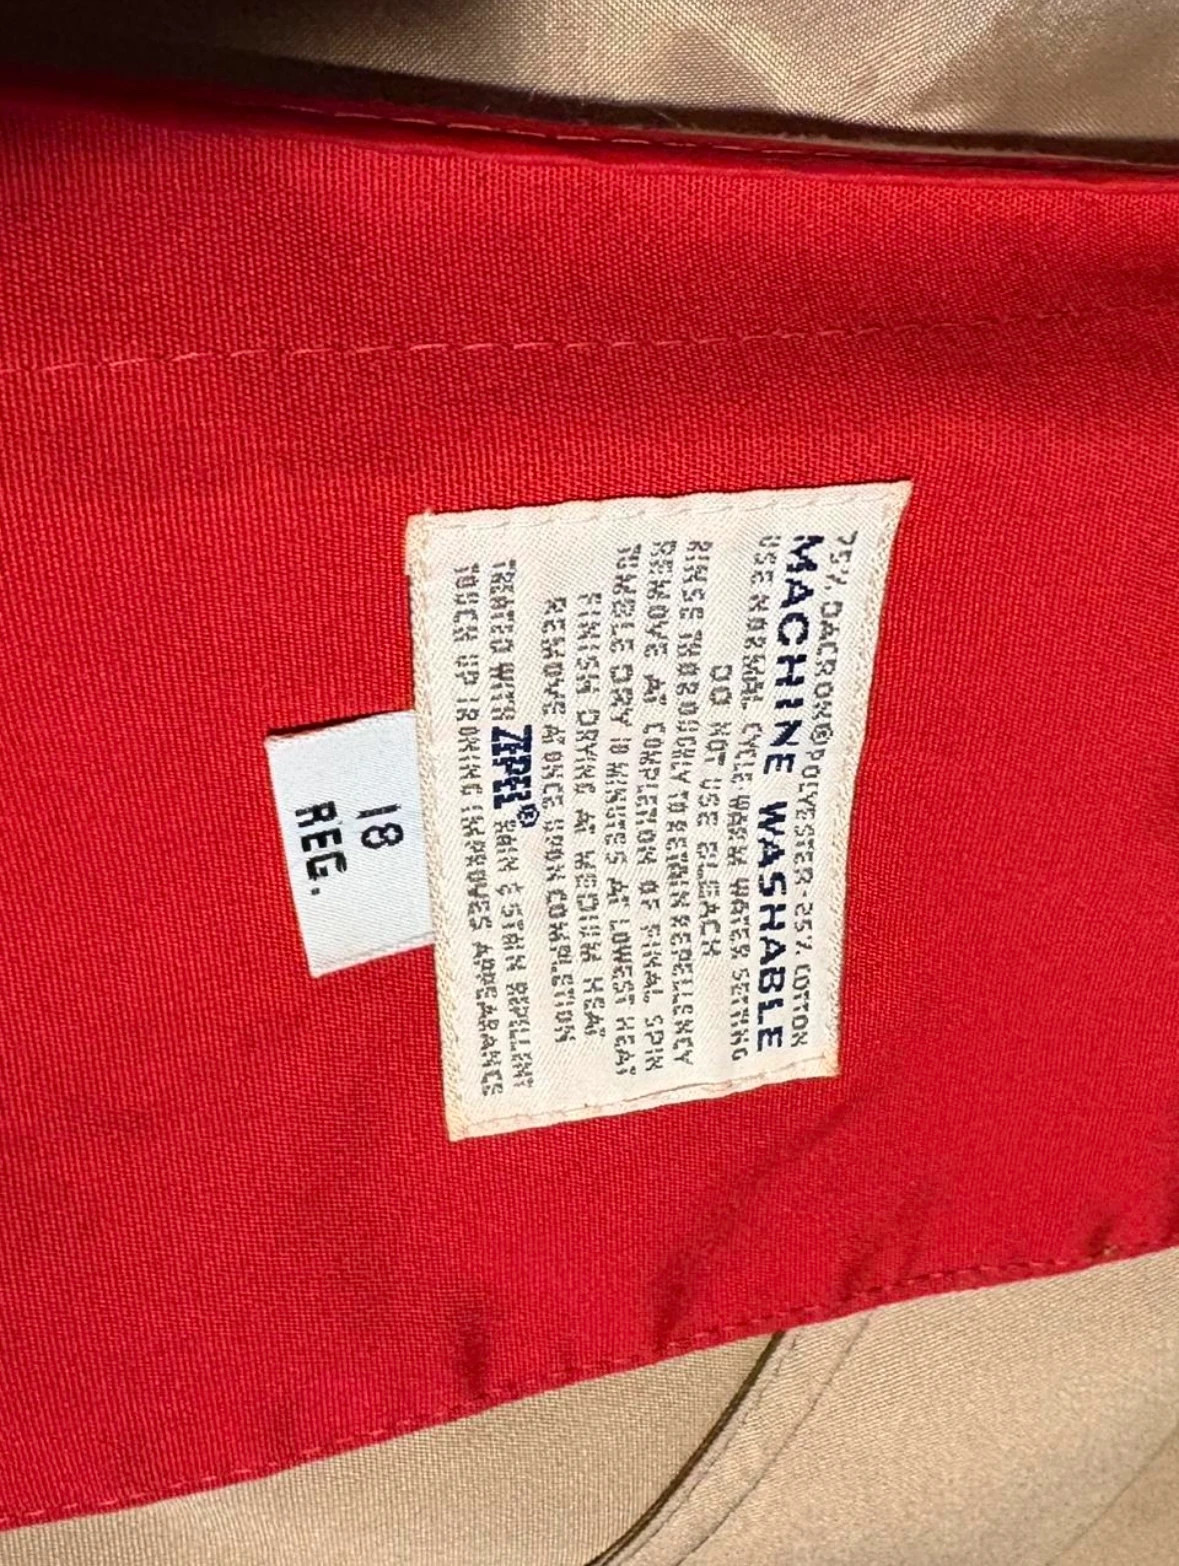 75% DACRON® POLYESTER - 25% COTTON
MACHINE WASHABLE
USE NORMAL CYCLE WARM WATER SETTING
DO NOT USE BLEACH
RINSE THOROUGHLY TO RETAIN REPELLENCY
REMOVE AT COMPLETION OF FINAL SPIN
TUMBLE DRY 10 MINUTES AT LOWEST HEAT
FINISH DRYING AT MEDIUM HEAT
REMOVE AT ONCE UPON COMPLETION
TREATED WITH ZEPEL® RAIN & STAIN REPELLENT
TOUCH UP IRONING IMPROVES APPEARANCE
18
REG.